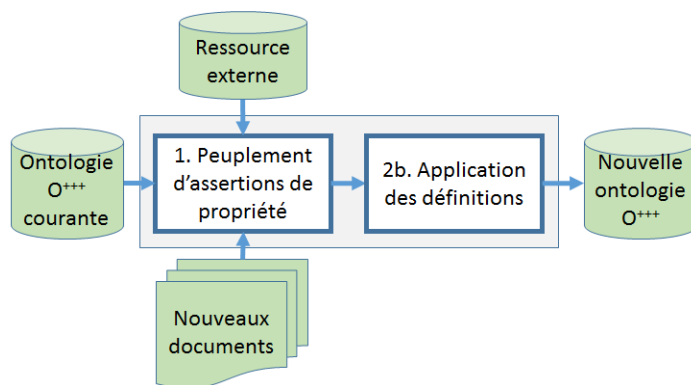 Ressource
externe
Ontologie
O+++
courante
1. Peuplement
d’assertions de
propriété
2b. Application
des définitions
Nouvelle
ontologie
O+++
Nouveaux
documents